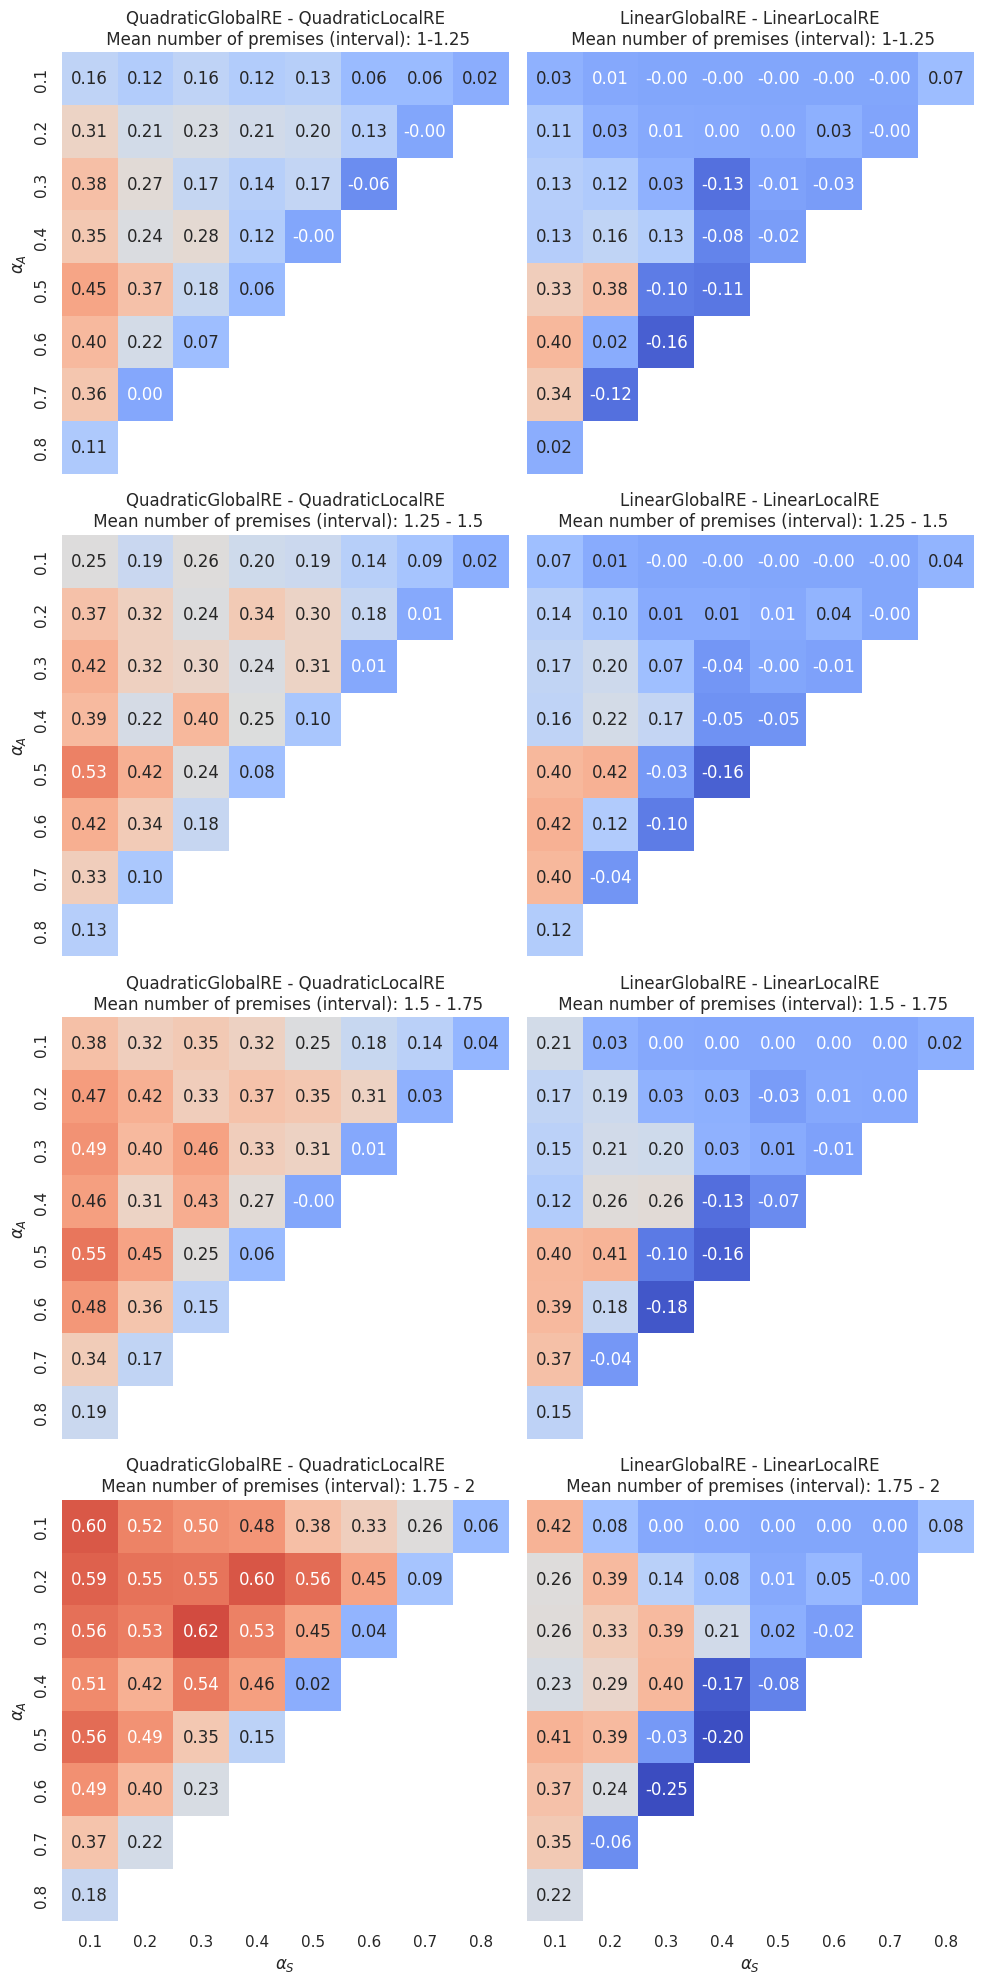 QuadraticGlobalRE - QuadraticLocalRE
Mean number of premises (interval): 1-1.25
0.1 0.16 0.12 0.16 0.12 0.13 0.06 0.06 0.02
0.2 0.31 0.21 0.23 0.21 0.20 0.13 -0.00
0.3 0.38 0.27 0.17 0.14 0.17 -0.06
0.4 0.35 0.24 0.28 0.12 -0.00
0.5 0.45 0.37 0.18 0.06
0.6 0.40 0.22 0.07
0.7 0.36 0.00
0.8 0.11
α_A
LinearGlobalRE - LinearLocalRE
Mean number of premises (interval): 1-1.25
0.03 0.01 -0.00 -0.00 -0.00 -0.00 -0.00 0.07
0.11 0.03 0.01 0.00 0.00 0.03 -0.00
0.13 0.12 0.03 -0.13 -0.01 -0.03
0.13 0.16 0.13 -0.08 -0.02
0.33 0.38 -0.10 -0.11
0.40 0.02 -0.16
0.34 -0.12
0.02
QuadraticGlobalRE - QuadraticLocalRE
Mean number of premises (interval): 1.25 - 1.5
0.1 0.25 0.19 0.26 0.20 0.19 0.14 0.09 0.02
0.2 0.37 0.32 0.24 0.34 0.30 0.18 0.01
0.3 0.42 0.32 0.30 0.24 0.31 0.01
0.4 0.39 0.22 0.40 0.25 0.10
0.5 0.53 0.42 0.24 0.08
0.6 0.42 0.34 0.18
0.7 0.33 0.10
0.8 0.13
α_A
LinearGlobalRE - LinearLocalRE
Mean number of premises (interval): 1.25 - 1.5
0.07 0.01 -0.00 -0.00 -0.00 -0.00 -0.00 0.04
0.14 0.10 0.01 0.01 0.01 0.04 -0.00
0.17 0.20 0.07 -0.04 -0.00 -0.01
0.16 0.22 0.17 -0.05 -0.05
0.40 0.42 -0.03 -0.16
0.42 0.12 -0.10
0.40 -0.04
0.12
QuadraticGlobalRE - QuadraticLocalRE
Mean number of premises (interval): 1.5 - 1.75
0.1 0.38 0.32 0.35 0.32 0.25 0.18 0.14 0.04
0.2 0.47 0.42 0.33 0.37 0.35 0.31 0.03
0.3 0.49 0.40 0.46 0.33 0.31 0.01
0.4 0.46 0.31 0.43 0.27 -0.00
0.5 0.55 0.45 0.25 0.06
0.6 0.48 0.36 0.15
0.7 0.34 0.17
0.8 0.19
α_A
LinearGlobalRE - LinearLocalRE
Mean number of premises (interval): 1.5 - 1.75
0.21 0.03 0.00 0.00 0.00 0.00 0.00 0.02
0.17 0.19 0.03 0.03 -0.03 0.01 0.00
0.15 0.21 0.20 0.03 0.01 -0.01
0.12 0.26 0.26 -0.13 -0.07
0.40 0.41 -0.10 -0.16
0.39 0.18 -0.18
0.37 -0.04
0.15
QuadraticGlobalRE - QuadraticLocalRE
Mean number of premises (interval): 1.75 - 2
0.1 0.60 0.52 0.50 0.48 0.38 0.33 0.26 0.06
0.2 0.59 0.55 0.55 0.60 0.56 0.45 0.09
0.3 0.56 0.53 0.62 0.53 0.45 0.04
0.4 0.51 0.42 0.54 0.46 0.02
0.5 0.56 0.49 0.35 0.15
0.6 0.49 0.40 0.23
0.7 0.37 0.22
0.8 0.18
α_A
0.1 0.2 0.3 0.4 0.5 0.6 0.7 0.8
α_S
LinearGlobalRE - LinearLocalRE
Mean number of premises (interval): 1.75 - 2
0.42 0.08 0.00 0.00 0.00 0.00 0.00 0.08
0.26 0.39 0.14 0.08 0.01 0.05 -0.00
0.26 0.33 0.39 0.21 0.02 -0.02
0.23 0.29 0.40 -0.17 -0.08
0.41 0.39 -0.03 -0.20
0.37 0.24 -0.25
0.35 -0.06
0.22
0.1 0.2 0.3 0.4 0.5 0.6 0.7 0.8
α_S